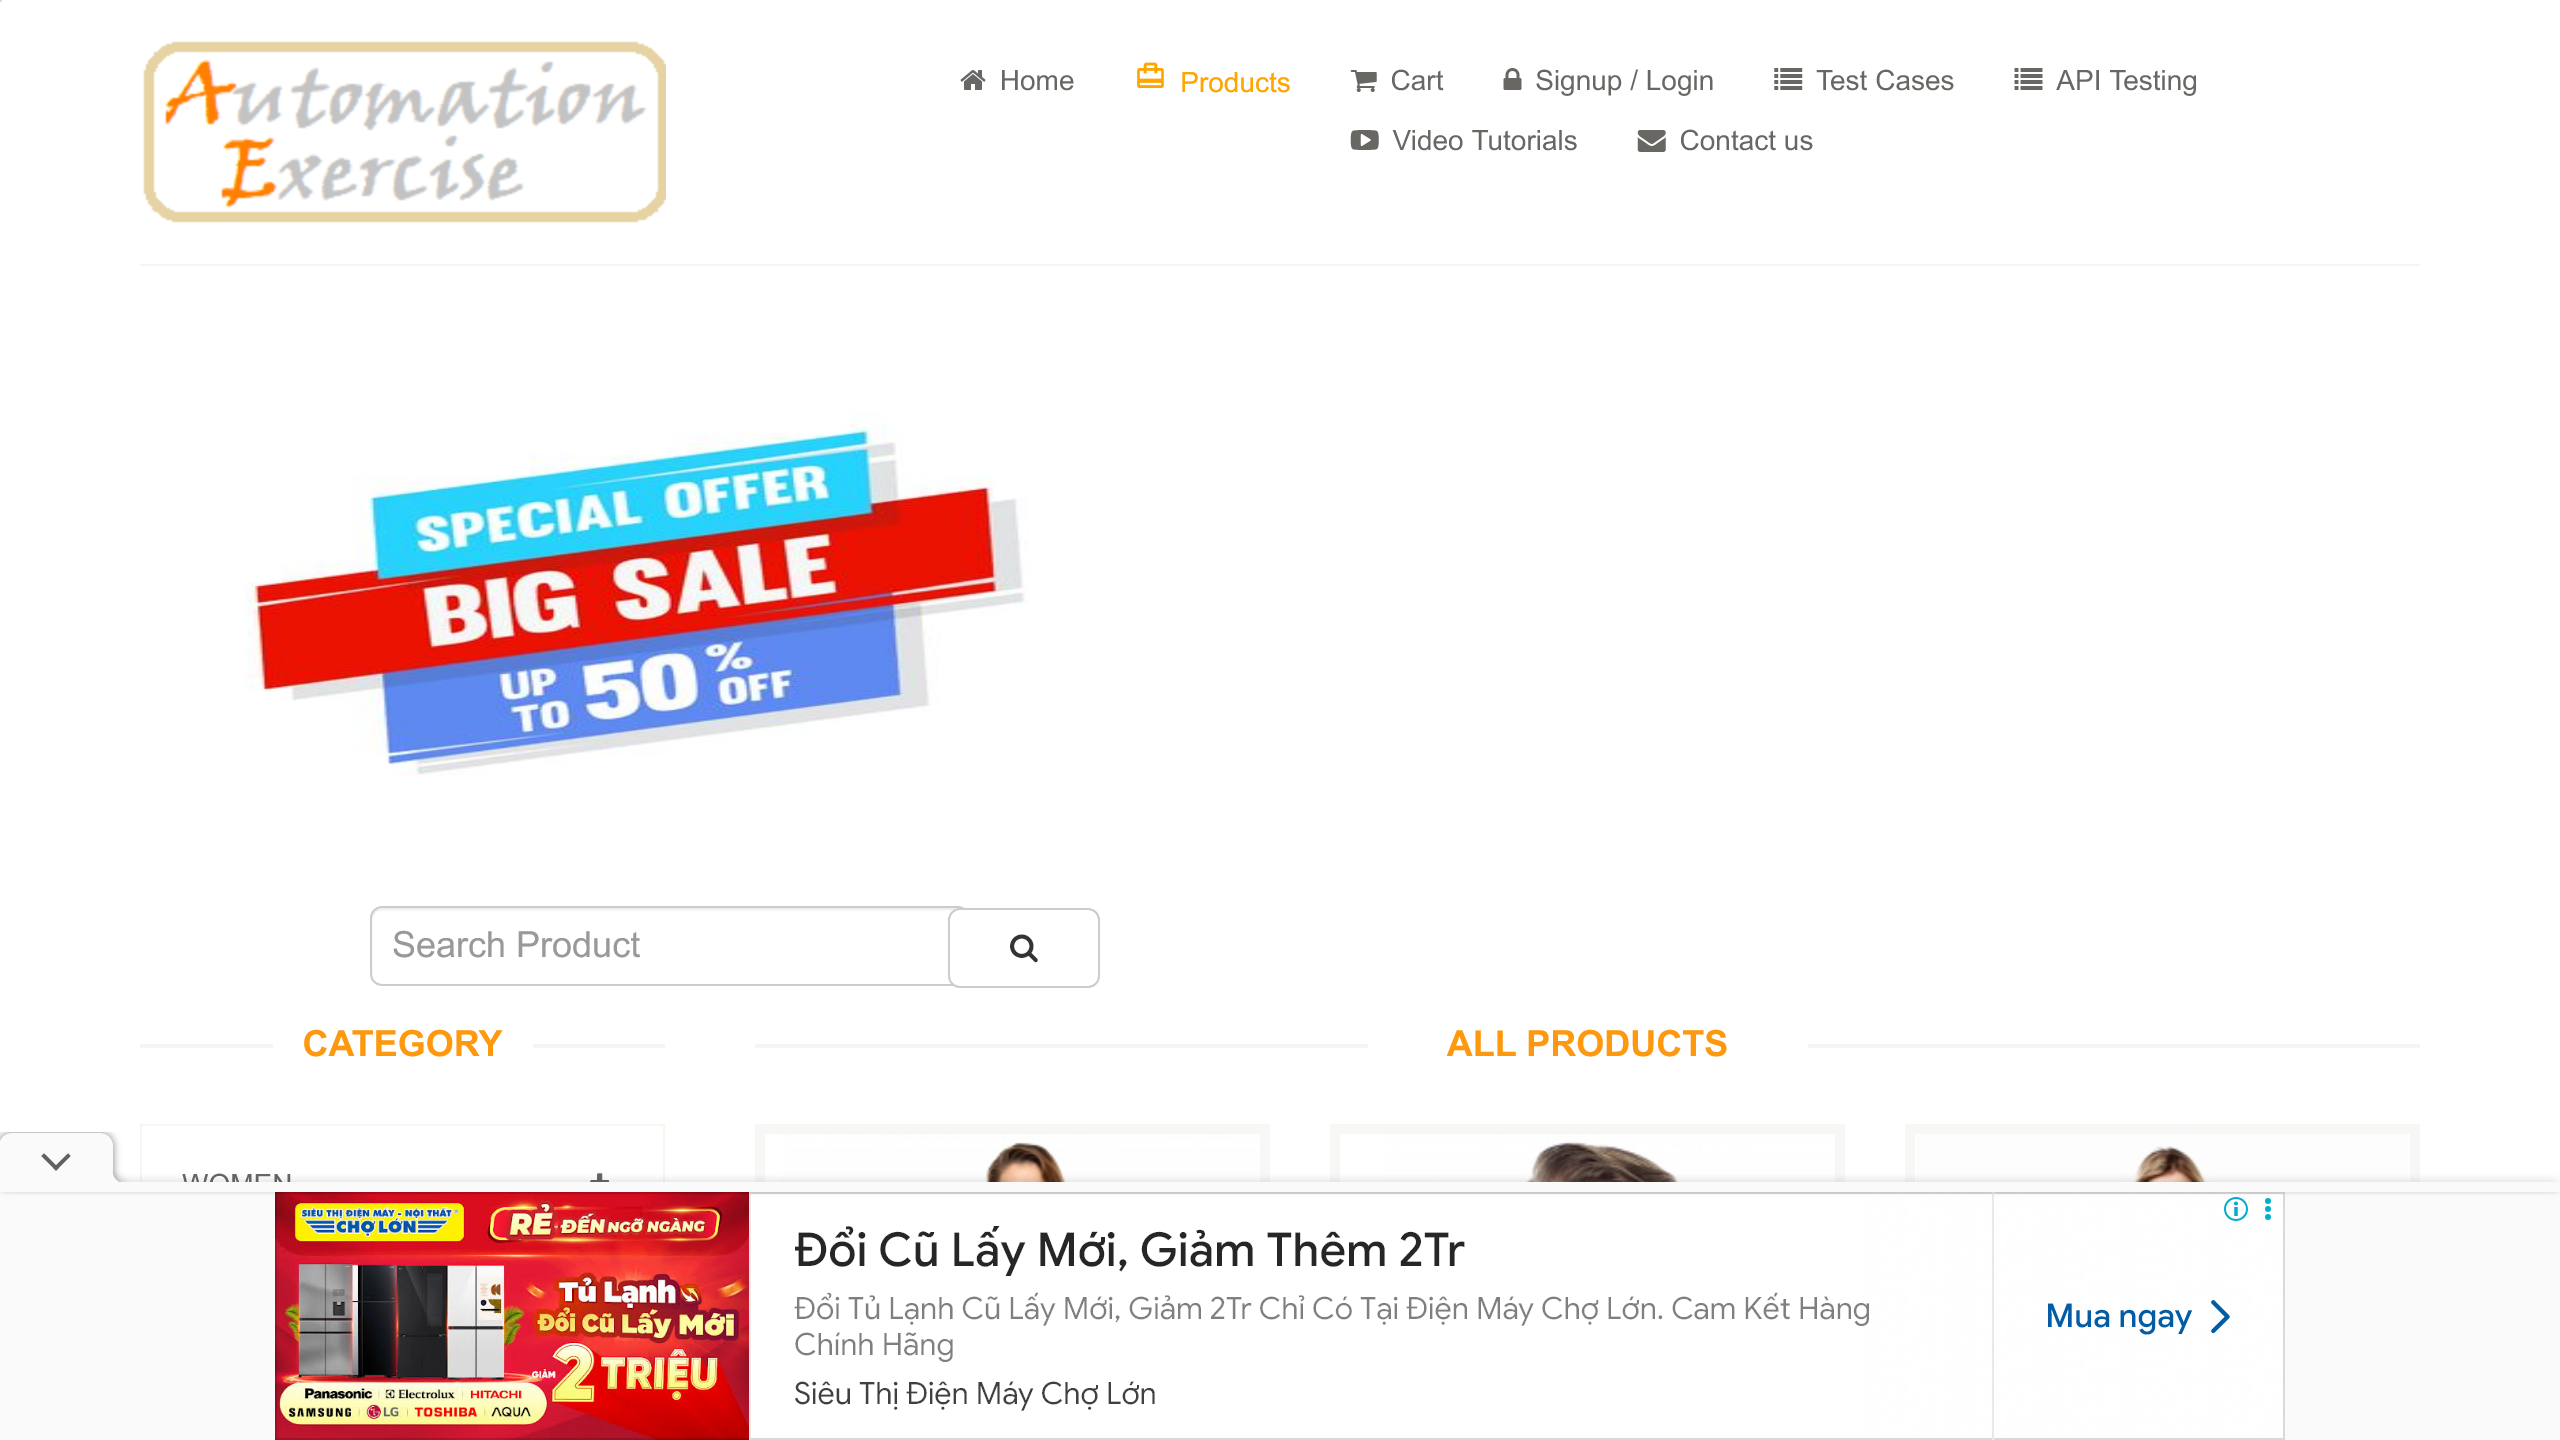 Automation
Exercise
Home
Products
Cart
Signup / Login
Test Cases
API Testing
Video Tutorials
Contact us
SPECIAL OFFER
BIG SALE
UP TO 50% OFF
Search Product
CATEGORY
ALL PRODUCTS
WOMEN
SIÊU THỊ ĐIỆN MÁY - NỘI THẤT
CHỢ LỚN
RẺ ĐẾN NGỠ NGÀNG
Tủ Lạnh
Đổi Cũ Lấy Mới
GIẢM 2 TRIỆU
Panasonic Electrolux HITACHI
SAMSUNG LG TOSHIBA AQUA
Đổi Cũ Lấy Mới, Giảm Thêm 2Tr
Đổi Tủ Lạnh Cũ Lấy Mới, Giảm 2Tr Chỉ Có Tại Điện Máy Chợ Lớn. Cam Kết Hàng
Chính Hãng
Siêu Thị Điện Máy Chợ Lớn
Mua ngay